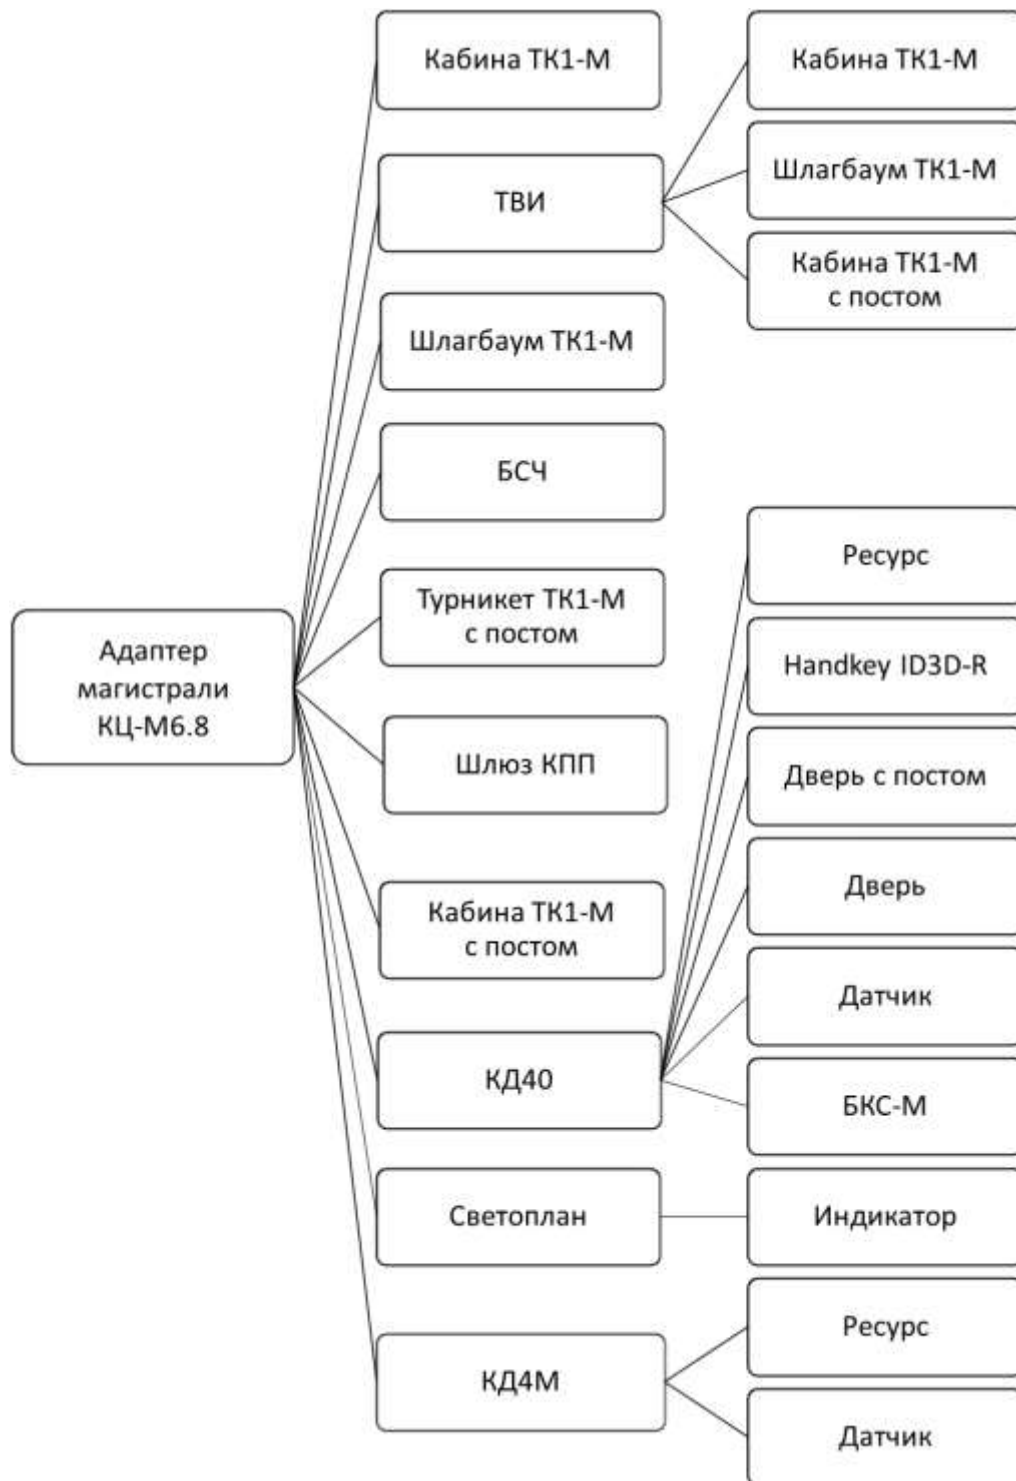 Кабина ТК1-М
Кабина ТК1-М
Шлагбаум ТК1-М
ТВИ
Кабина ТК1-М
с постом
Шлагбаум ТК1-М
БСЧ
Ресурс
Турникет ТК1-М
с постом
Handkey ID3D-R
Адаптер
магистрали
КЦ-М6.8
Шлюз КПП
Дверь с постом
Дверь
Кабина ТК1-М
с постом
Датчик
КД40
БКС-М
Светоплан
Индикатор
Ресурс
КД4М
Датчик